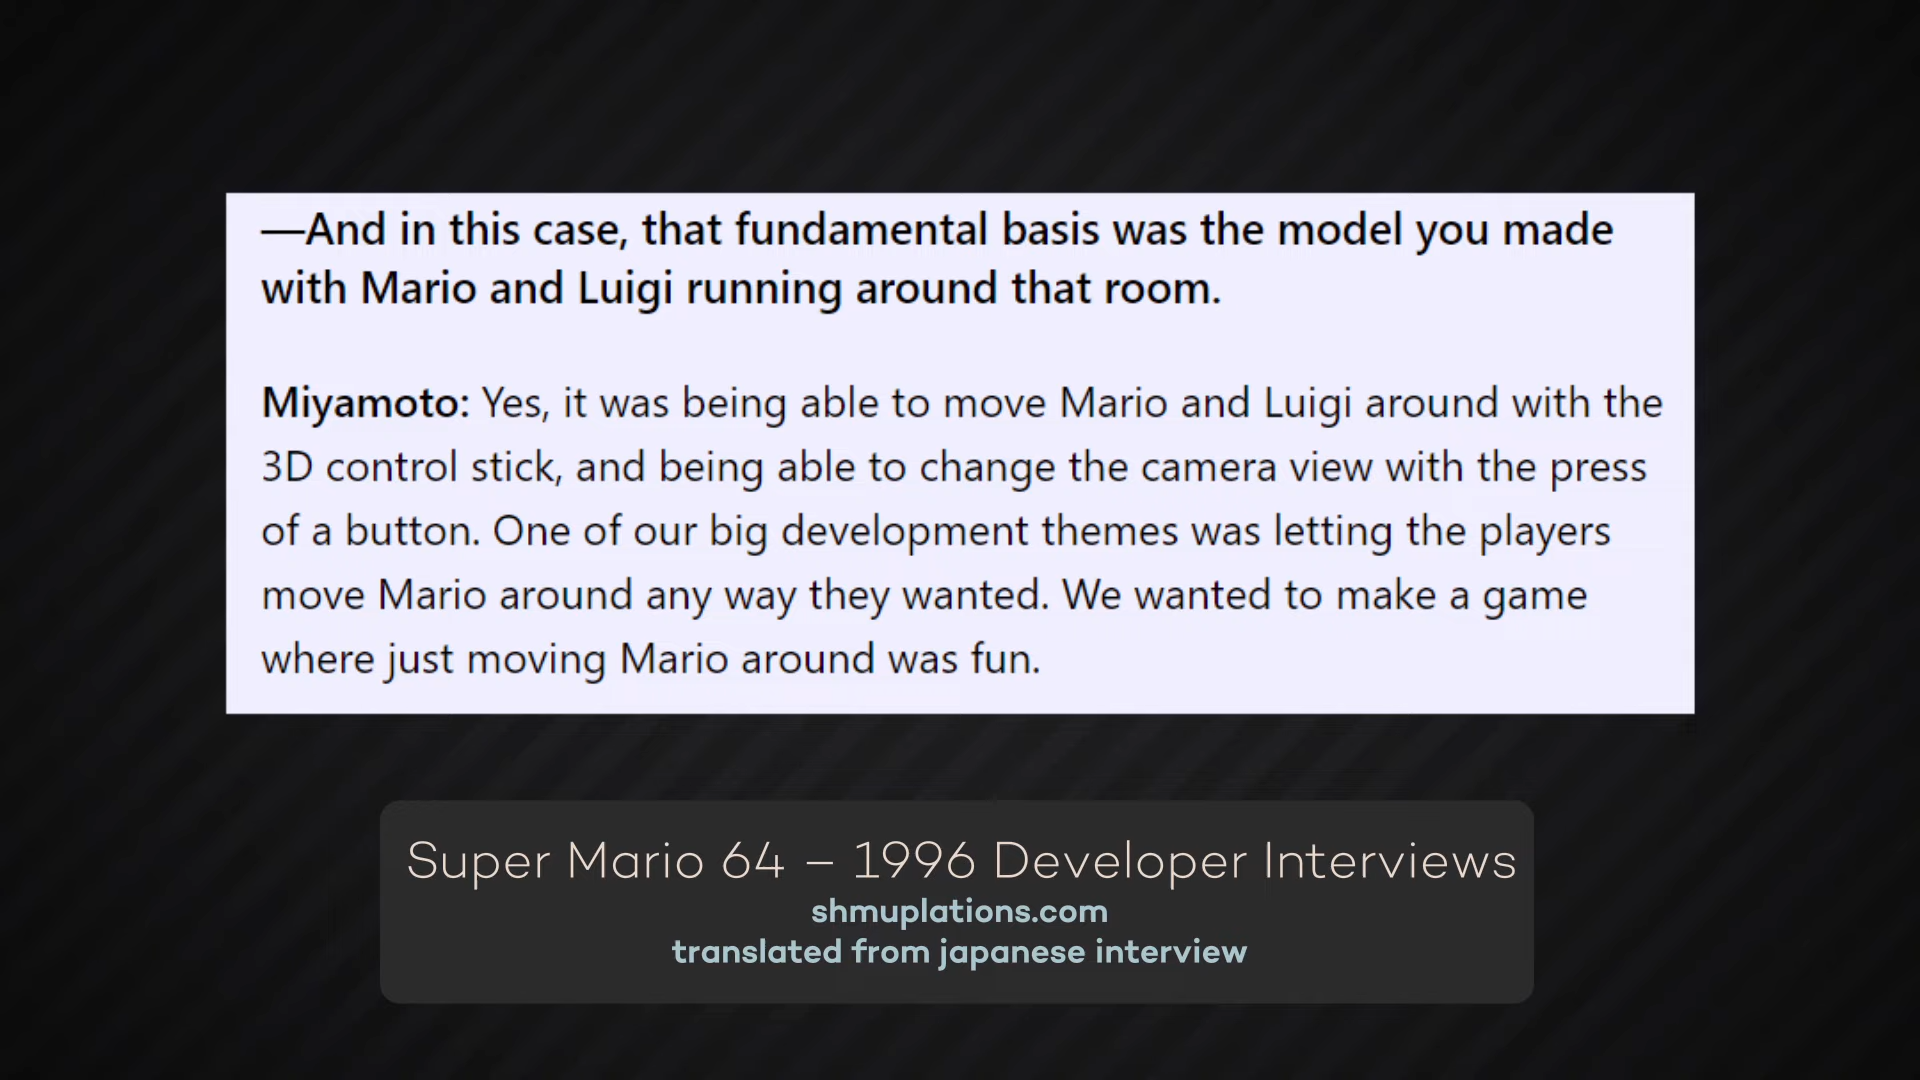 —And in this case, that fundamental basis was the model you made
with Mario and Luigi running around that room.
Miyamoto: Yes, it was being able to move Mario and Luigi around with the
3D control stick, and being able to change the camera view with the press
of a button. One of our big development themes was letting the players
move Mario around any way they wanted. We wanted to make a game
where just moving Mario around was fun.
Super Mario 64 – 1996 Developer Interviews
shmuplations.com
translated from japanese interview